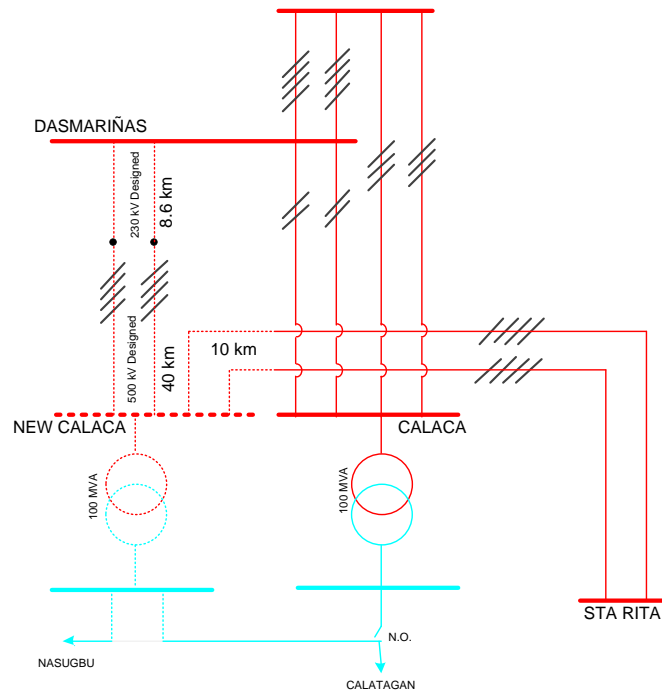 DASMARIÑAS
230 kV Designed
8.6 km
500 kV Designed
40 km
10 km
NEW CALACA
CALACA
100 MVA
100 MVA
STA RITA
N.O.
NASUGBU
CALATAGAN